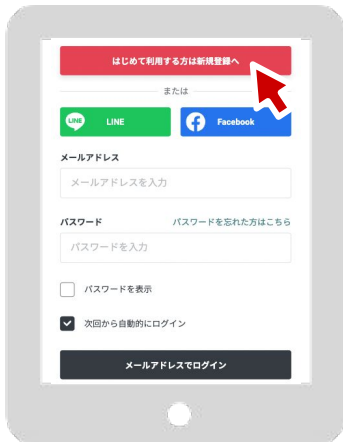 はじめて利用する方は新規登録へ
または
LINE LINE
Facebook
メールアドレス
メールアドレスを入力
パスワード
パスワードを忘れた方はこちら
パスワードを入力
パスワードを表示
次回から自動的にログイン
メールアドレスでログイン